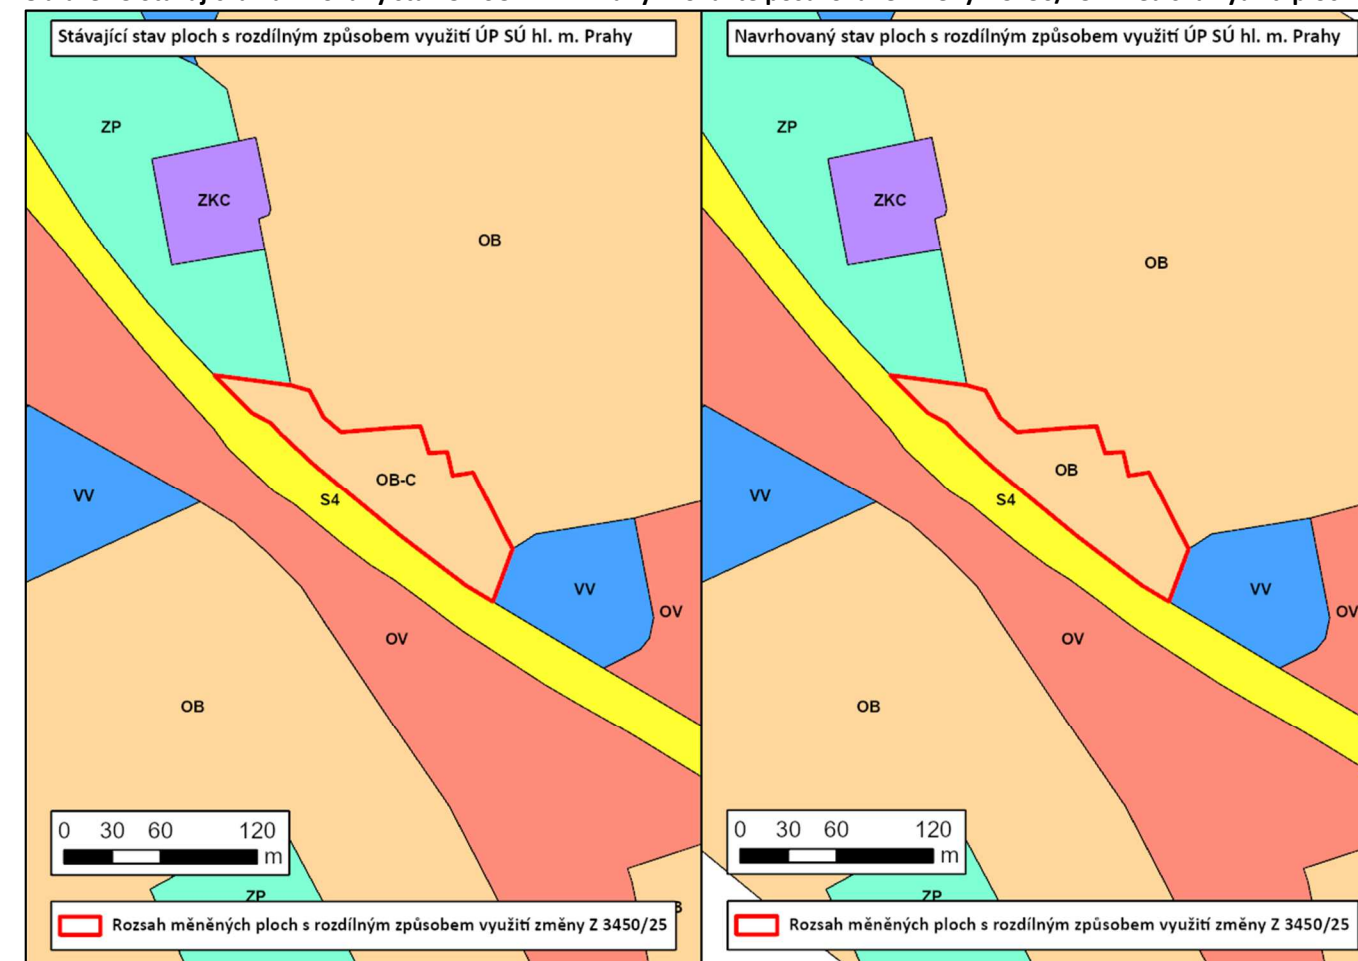 Stávající stav ploch s rozdílným způsobem využití ÚP SÚ hl. m. Prahy
ZP
ZKC
OB
OB-C
S4
VV
VV
OV
OV
OB
0 30 60 120
m
ZP
Rozsah měněných ploch s rozdílným způsobem využití změny Z 3450/25
Navrhovaný stav ploch s rozdílným způsobem využití ÚP SÚ hl. m. Prahy
ZP
ZKC
OB
OB
S4
VV
VV
OV
OV
OB
0 30 60 120
m
ZP
Rozsah měněných ploch s rozdílným způsobem využití změny Z 3450/25